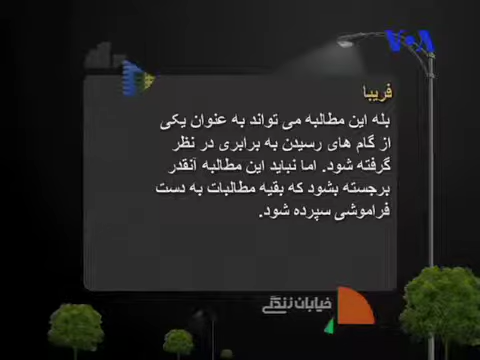 VOA
فریبا
بله این مطالبه می تواند به عنوان یکی
از گام های رسیدن به برابری در نظر
گرفته شود. اما نباید این مطالبه آنقدر
برجسته بشود که بقیه مطالبات به دست
فراموشی سپرده شود.
خیابان زندگی